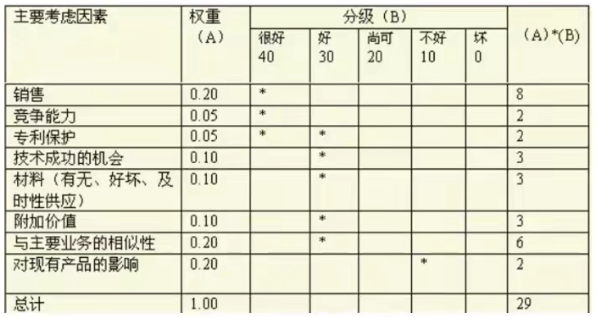 主要考虑因素 权重 (A) 分级 (B) (A)*(B)
很好 40 好 30 尚可 20 不好 10 坏 0
销售 0.20 * 8
竞争能力 0.05 * 2
专利保护 0.05 * * 2
技术成功的机会 0.10 * 3
材料（有无、好坏、及时性供应） 0.10 * 3
附加价值 0.10 * 3
与主要业务的相似性 0.20 * 6
对现有产品的影响 0.20 * 2
总计 1.00 29